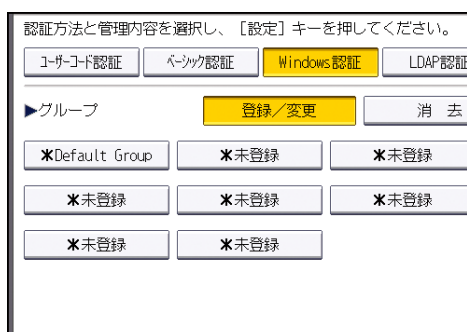 認証方法と管理内容を選択し、［設定］キーを押してください。
ユーザーコード認証 ベーシック認証 Windows認証 LDAP認証
▶グループ 登録／変更 消 去
*Default Group *未登録 *未登録
*未登録 *未登録 *未登録
*未登録 *未登録